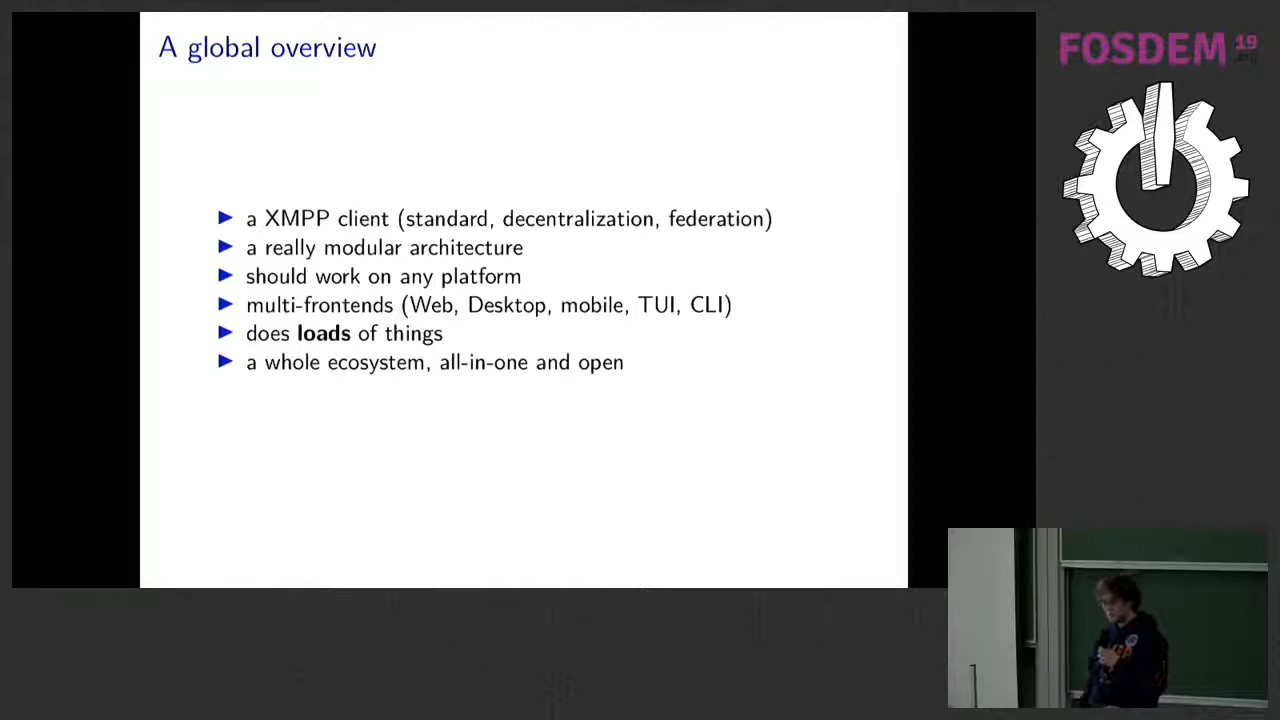 A global overview
FOSDEM 19
.org
a XMPP client (standard, decentralization, federation)
a really modular architecture
should work on any platform
multi-frontends (Web, Desktop, mobile, TUI, CLI)
does loads of things
a whole ecosystem, all-in-one and open